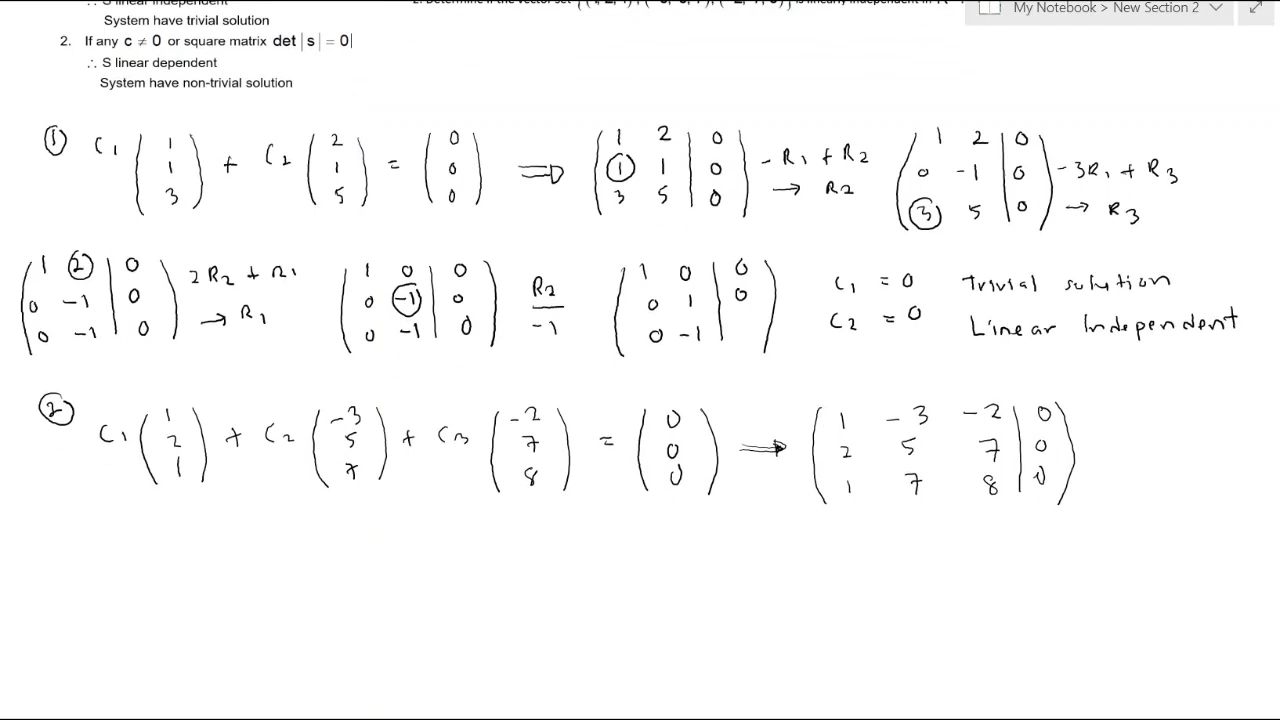 My Notebook > New Section 2
System have trivial solution
2. If any c ≠ 0 or square matrix det |s| = 0|
∴ S linear dependent
System have non-trivial solution
① C1 (1 1 3) + C2 (2 1 5) = (0 0 0) ⟹ (1 2 | 0
1 1 | 0
3 5 | 0) -R1 + R2 → R2 (1 2 | 0
0 -1 | 0
3 5 | 0) -3R1 + R3 → R3
(1 2 | 0
0 -1 | 0
0 -1 | 0) 2R2 + R1 → R1 (1 0 | 0
0 -1 | 0
0 -1 | 0) R2/-1 (1 0 | 0
0 1 | 0
0 -1 |) C1 = 0 Trivial solution
C2 = 0 Linear Independent
② C1 (1 2 1) + C2 (-3 5 7) + C3 (-2 7 8) = (0 0 0) ⟹ (1 -3 -2 | 0
2 5 7 | 0
1 7 8 | 0)